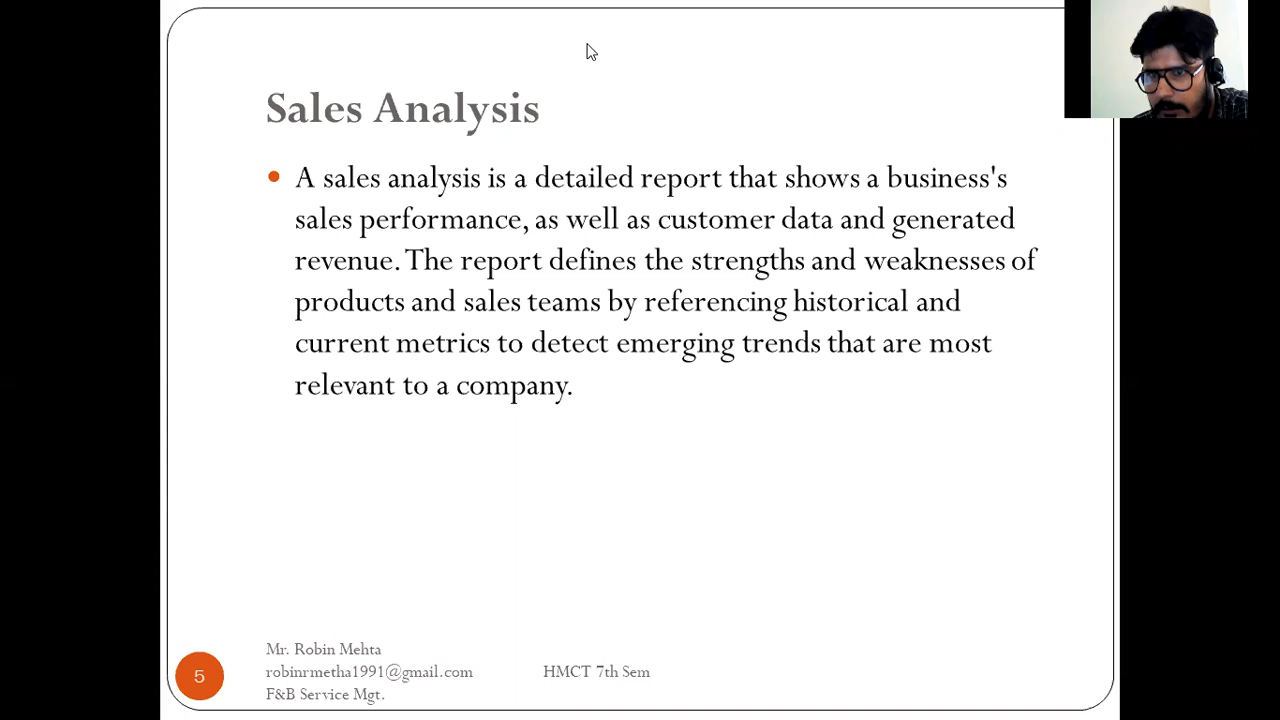 Sales Analysis
A sales analysis is a detailed report that shows a business's
sales performance, as well as customer data and generated
revenue. The report defines the strengths and weaknesses of
products and sales teams by referencing historical and
current metrics to detect emerging trends that are most
relevant to a company.
5
Mr. Robin Mehta
robinrmetha1991@gmail.com
F&B Service Mgt.
HMCT 7th Sem